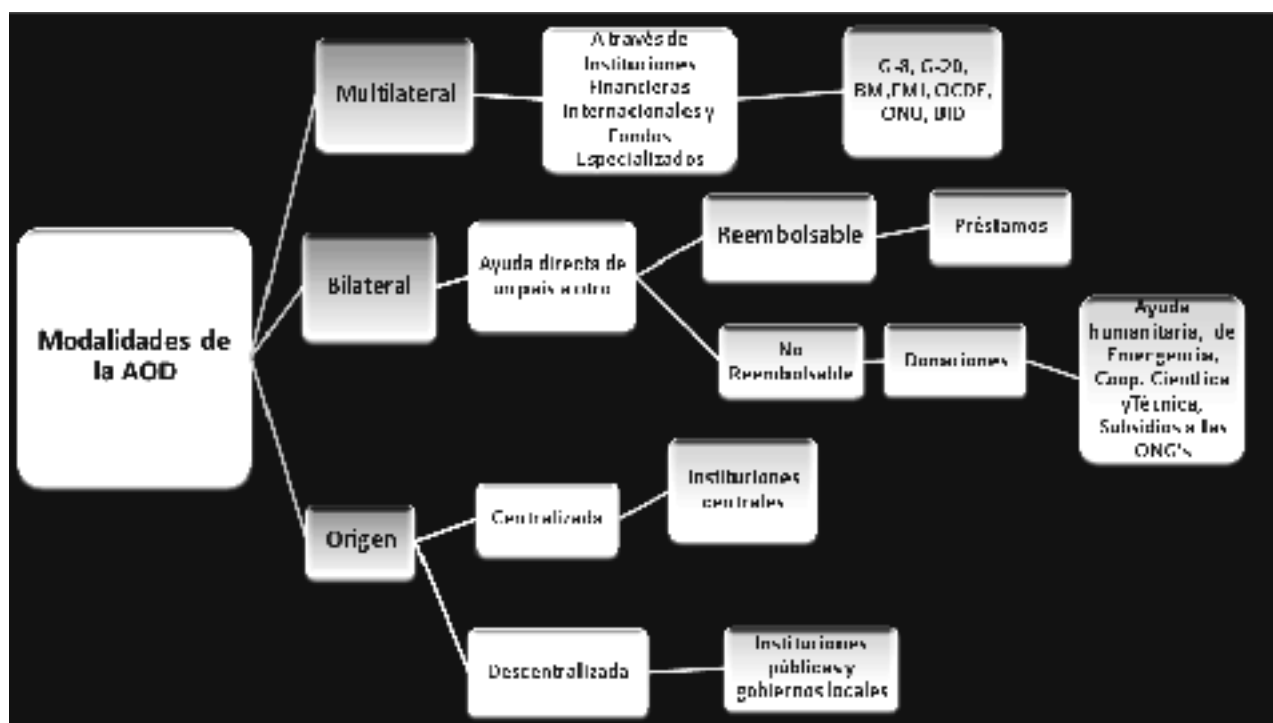 Multilateral
A través de
Instituciones
Financieras
Internacionales y
Fondos
Especializados
G-8, G-20,
BM,FMI, OCDE,
ONU, BID
Modalidades de
la AOD
Bilateral
Ayuda directa de
un país a otro
Reembolsable
Préstamos
No
Reembolsable
Donaciones
Ayuda
humanitaria, de
Emergencia,
Coop. Científica
yTécnica,
Subsidios a las
ONG's
Origen
Centralizada
Instituciones
centrales
Descentralizada
Instituciones
públicas y
gobiernos locales